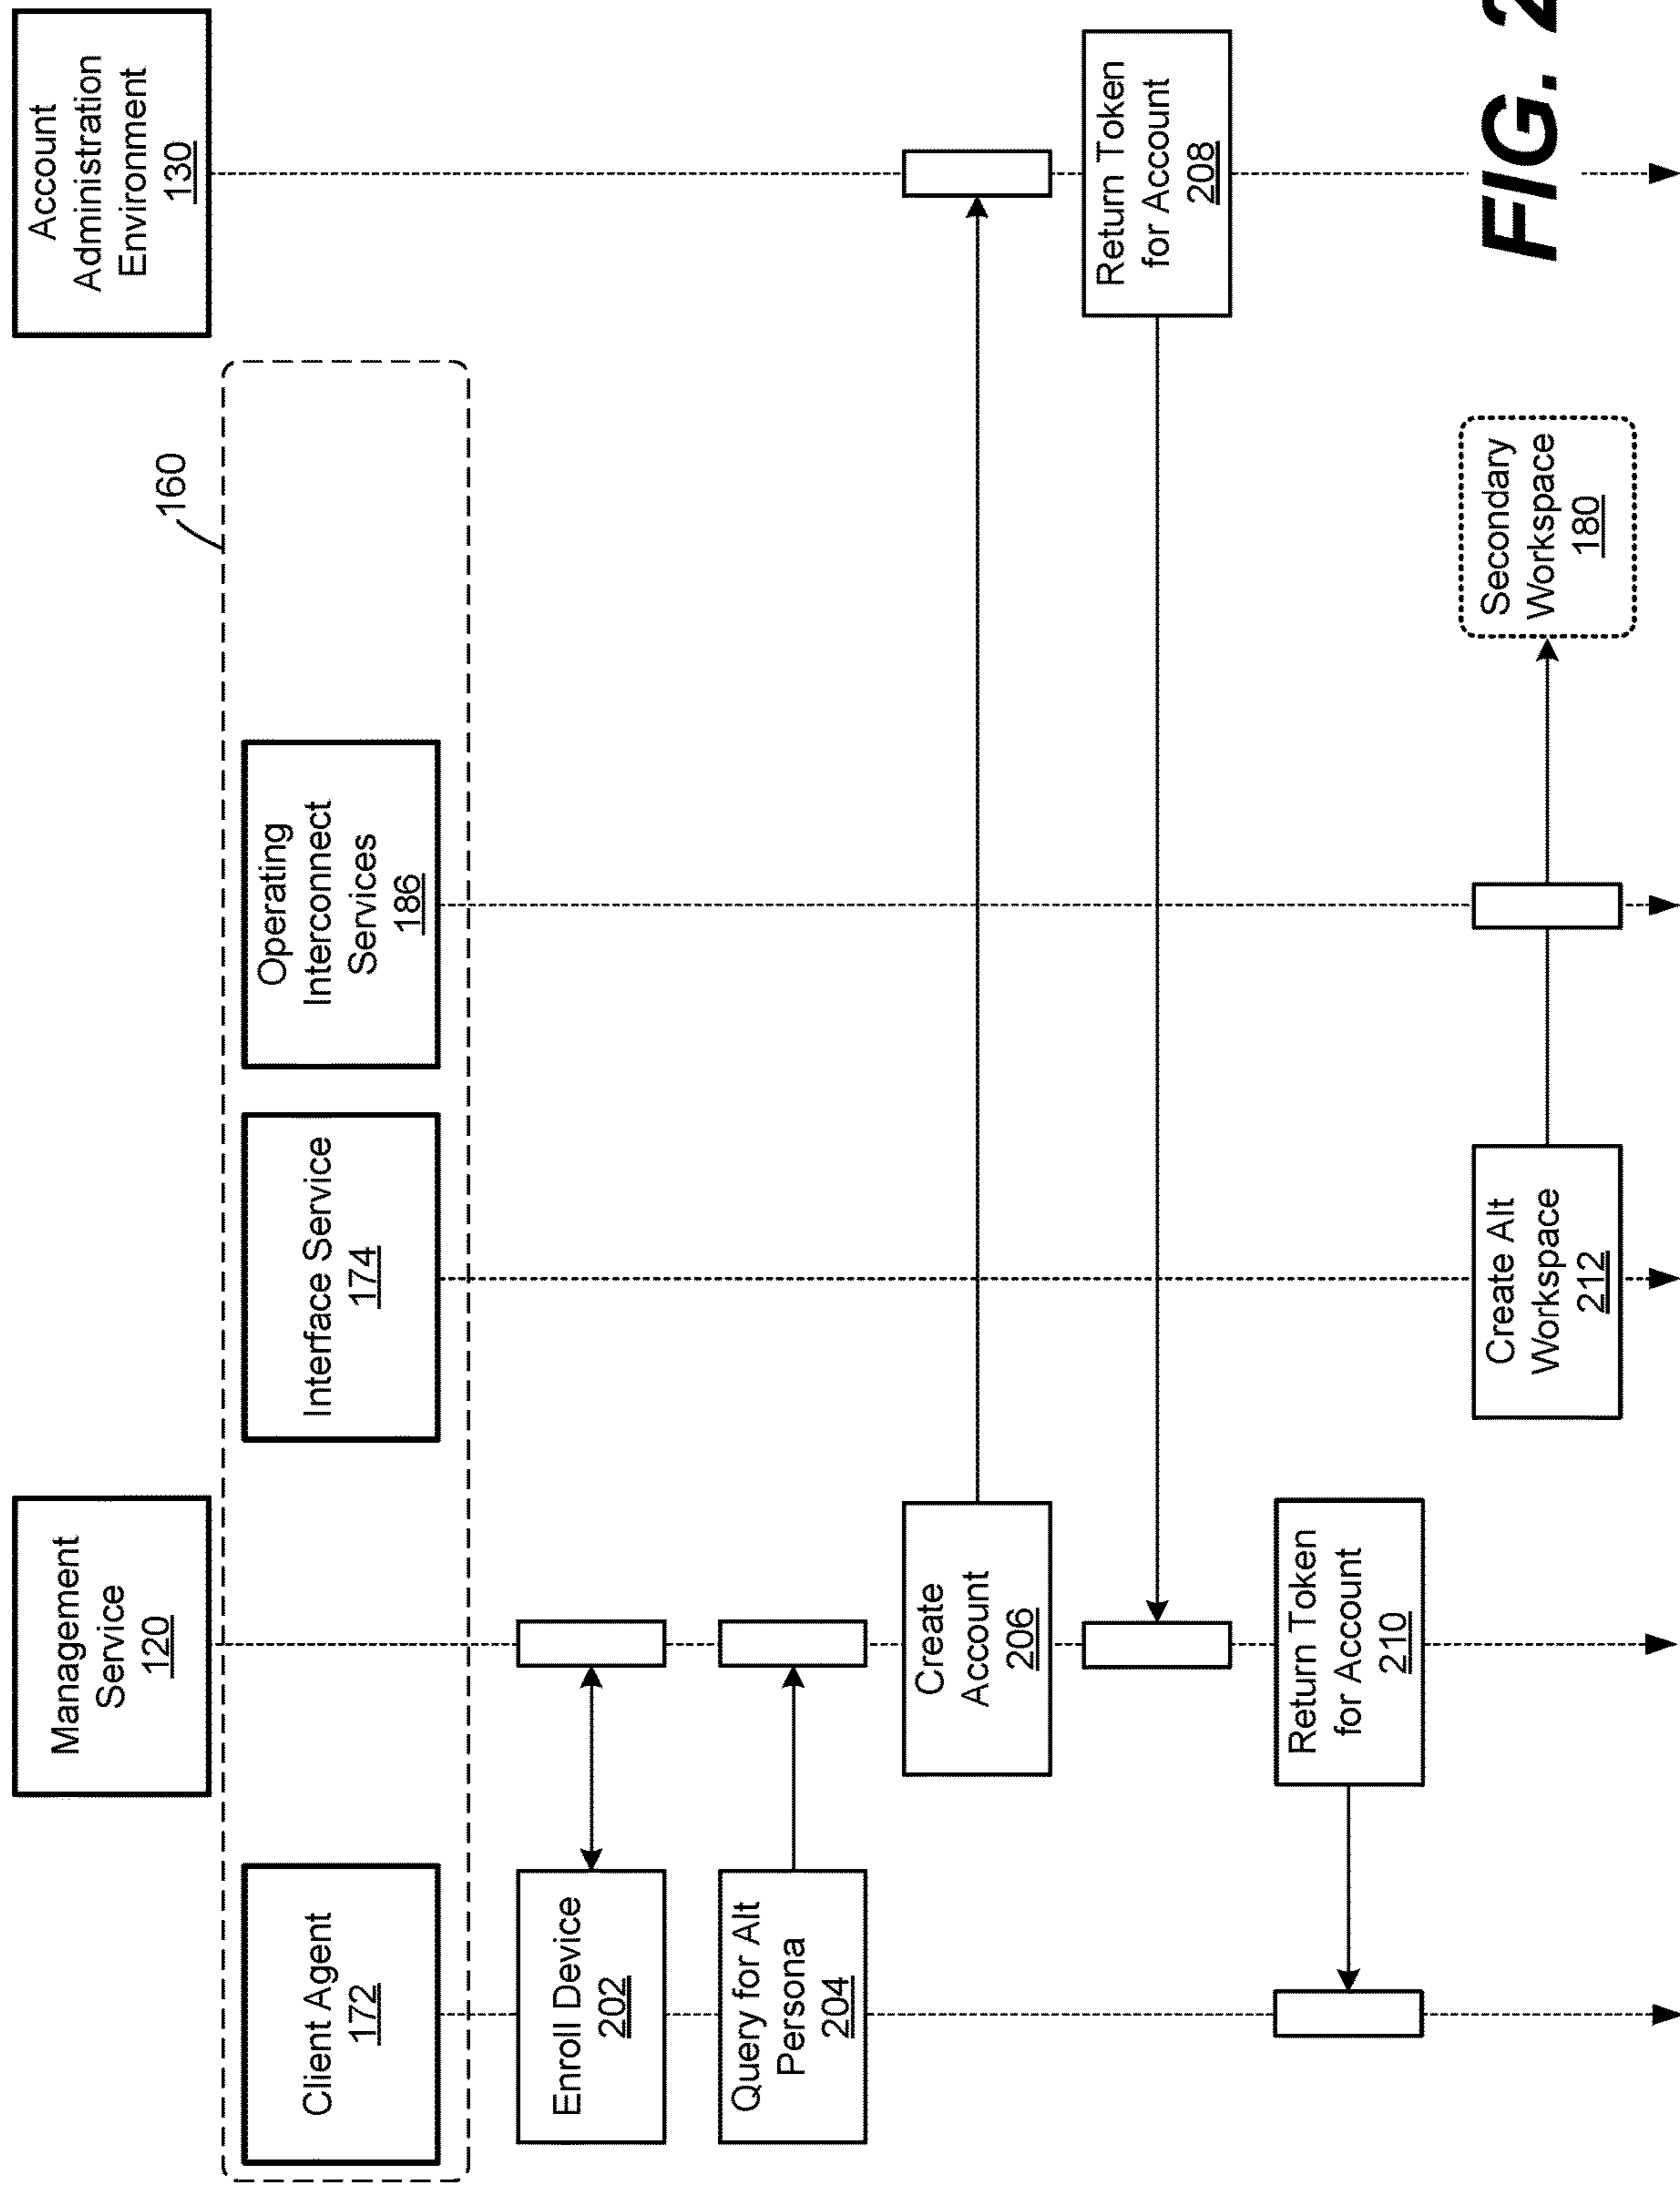 Management
Service
120
Account
Administration
Environment
130
160
Client Agent
172
Interface Service
174
Operating
Interconnect
Services
186
Enroll Device
202
Query for Alt
Persona
204
Create
Account
206
Return Token
for Account
208
Return Token
for Account
210
Create Alt
Workspace
212
Secondary
Workspace
180
FIG. 2